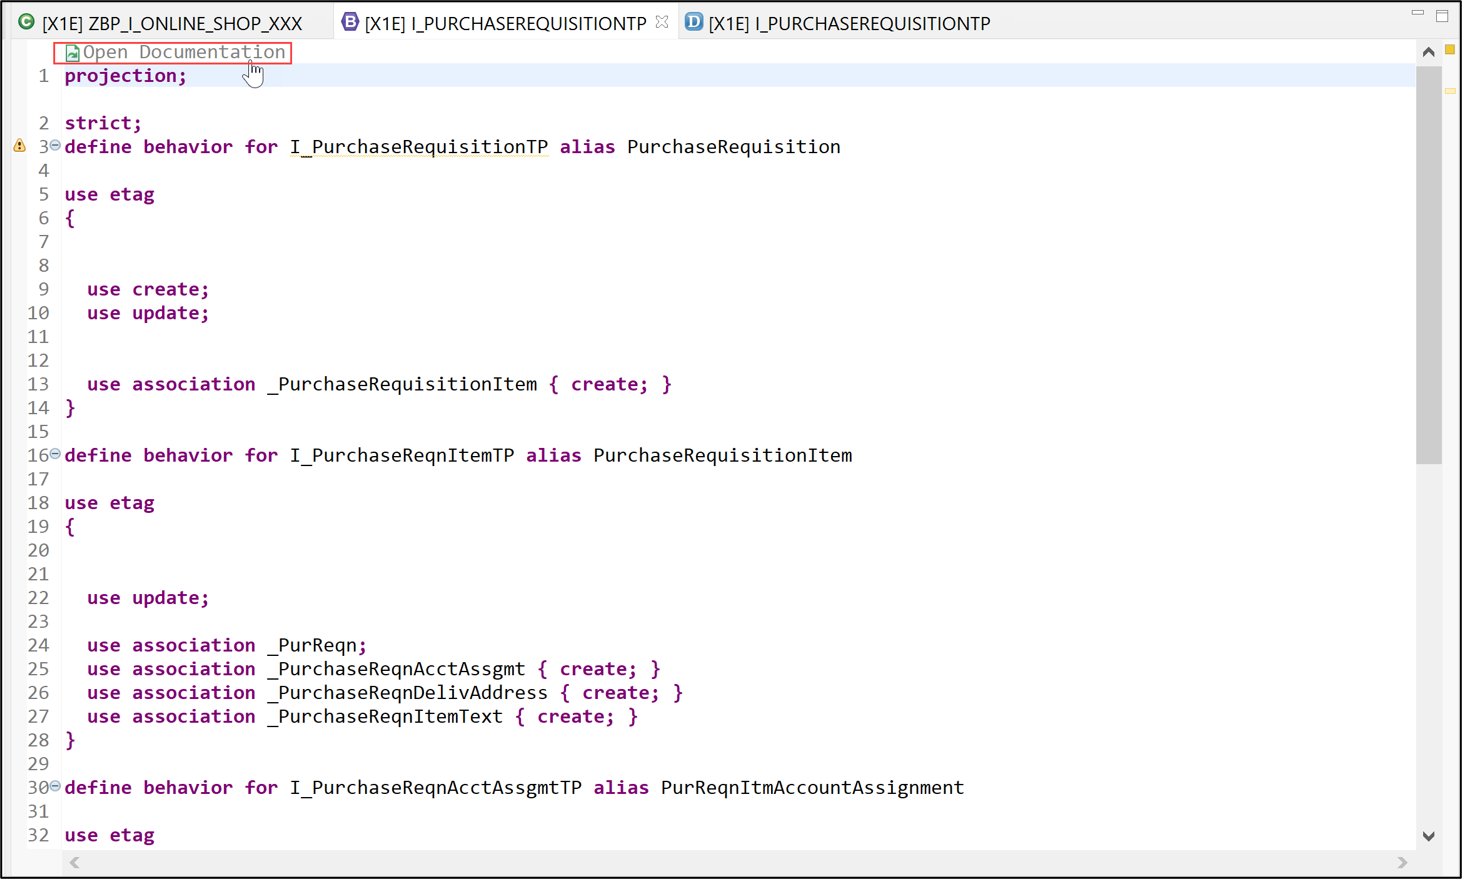 C [X1E] ZBP_I_ONLINE_SHOP_XXX B [X1E] I_PURCHASEREQUISITIONTP D [X1E] I_PURCHASEREQUISITIONTP
Open Documentation
1 projection;
2 strict;
3 define behavior for I_PurchaseRequisitionTP alias PurchaseRequisition
4
5 use etag
6 {
7
8
9 use create;
10 use update;
11
12
13 use association _PurchaseRequisitionItem { create; }
14 }
15
16 define behavior for I_PurchaseReqnItemTP alias PurchaseRequisitionItem
17
18 use etag
19 {
20
21
22 use update;
23
24 use association _PurReqn;
25 use association _PurchaseReqnAcctAssgmt { create; }
26 use association _PurchaseReqnDelivAddress { create; }
27 use association _PurchaseReqnItemText { create; }
28 }
29
30 define behavior for I_PurchaseReqnAcctAssgmtTP alias PurReqnItmAccountAssignment
31
32 use etag